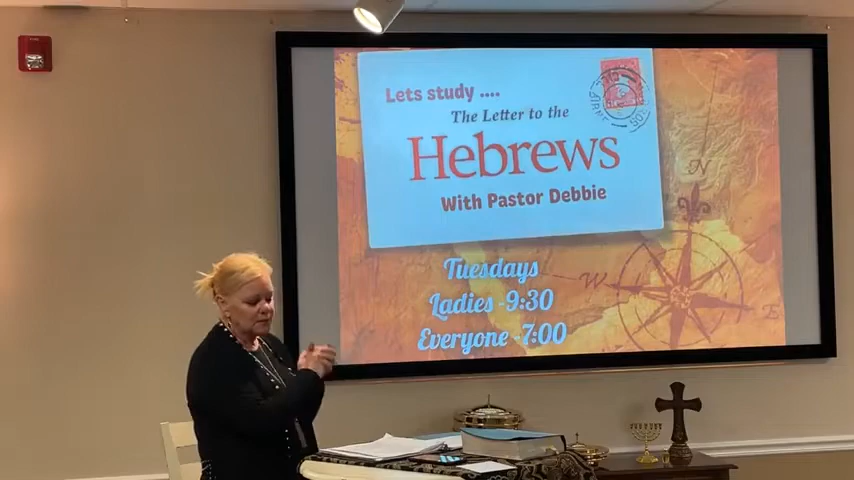 Lets study ....
The Letter to the
Hebrews
With Pastor Debbie
N
W
E
Tuesdays
Ladies -9:30
Everyone -7:00